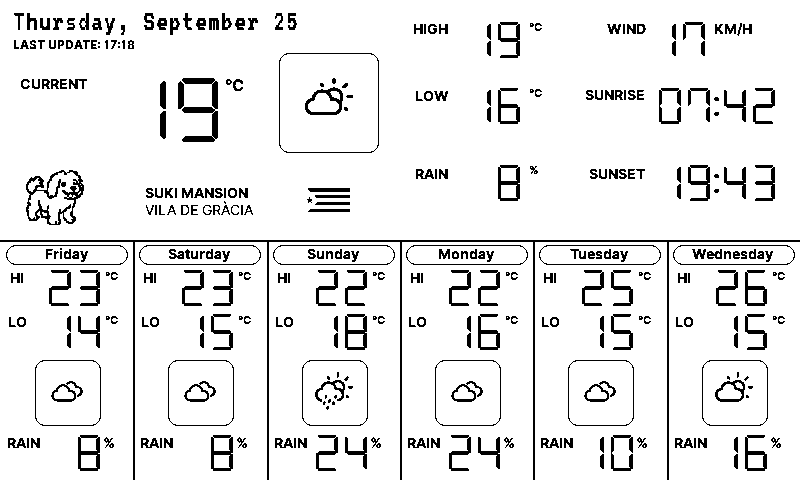 Thursday, September 25
LAST UPDATE: 17:18
CURRENT 19 °C
SUKI MANSION
VILA DE GRÀCIA
HIGH 19 °C
LOW 16 °C
RAIN 8 %
WIND 17 KM/H
SUNRISE 07:42
SUNSET 19:43
Friday
HI 23 °C
LO 14 °C
RAIN 8 %
Saturday
HI 23 °C
LO 15 °C
RAIN 8 %
Sunday
HI 22 °C
LO 18 °C
RAIN 24 %
Monday
HI 22 °C
LO 16 °C
RAIN 24 %
Tuesday
HI 25 °C
LO 15 °C
RAIN 10 %
Wednesday
HI 26 °C
LO 15 °C
RAIN 16 %